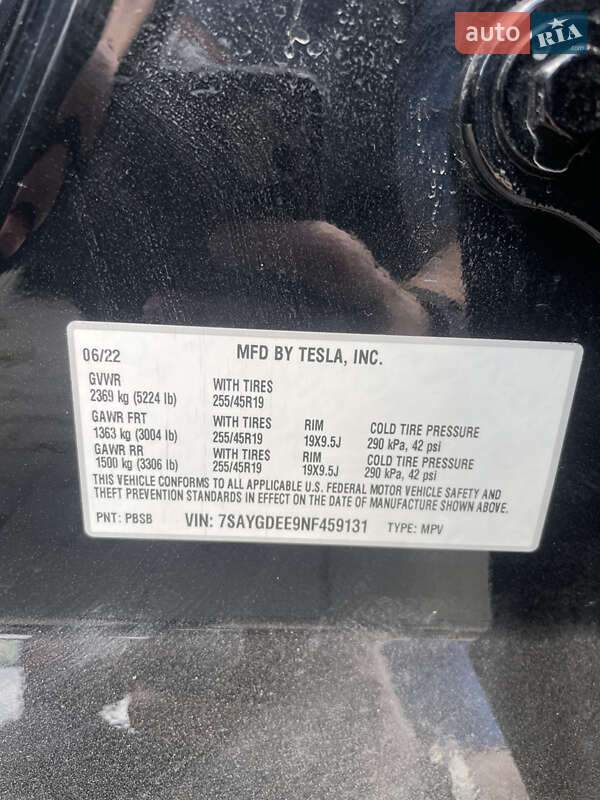 auto RIA.com
06/22 MFD BY TESLA, INC.
GVWR WITH TIRES
2369 kg (5224 lb) 255/45R19
GAWR FRT WITH TIRES RIM COLD TIRE PRESSURE
1363 kg (3004 lb) 255/45R19 19X9.5J 290 kPa, 42 psi
GAWR RR WITH TIRES RIM COLD TIRE PRESSURE
1500 kg (3306 lb) 255/45R19 19X9.5J 290 kPa, 42 psi
THIS VEHICLE CONFORMS TO ALL APPLICABLE U.S. FEDERAL MOTOR VEHICLE SAFETY AND
THEFT PREVENTION STANDARDS IN EFFECT ON THE DATE OF MANUFACTURE SHOWN ABOVE.
PNT: PBSB VIN: 7SAYGDEE9NF459131 TYPE: MPV